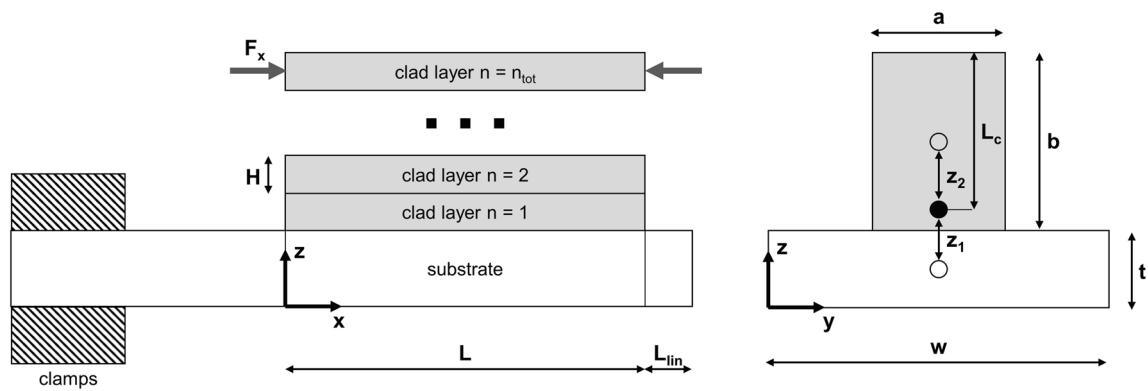 F_x
clad layer n = n_tot
H
clad layer n = 2
clad layer n = 1
z
substrate
x
clamps
L
L_lin
a
L_c
b
z_2
z_1
z
y
t
w